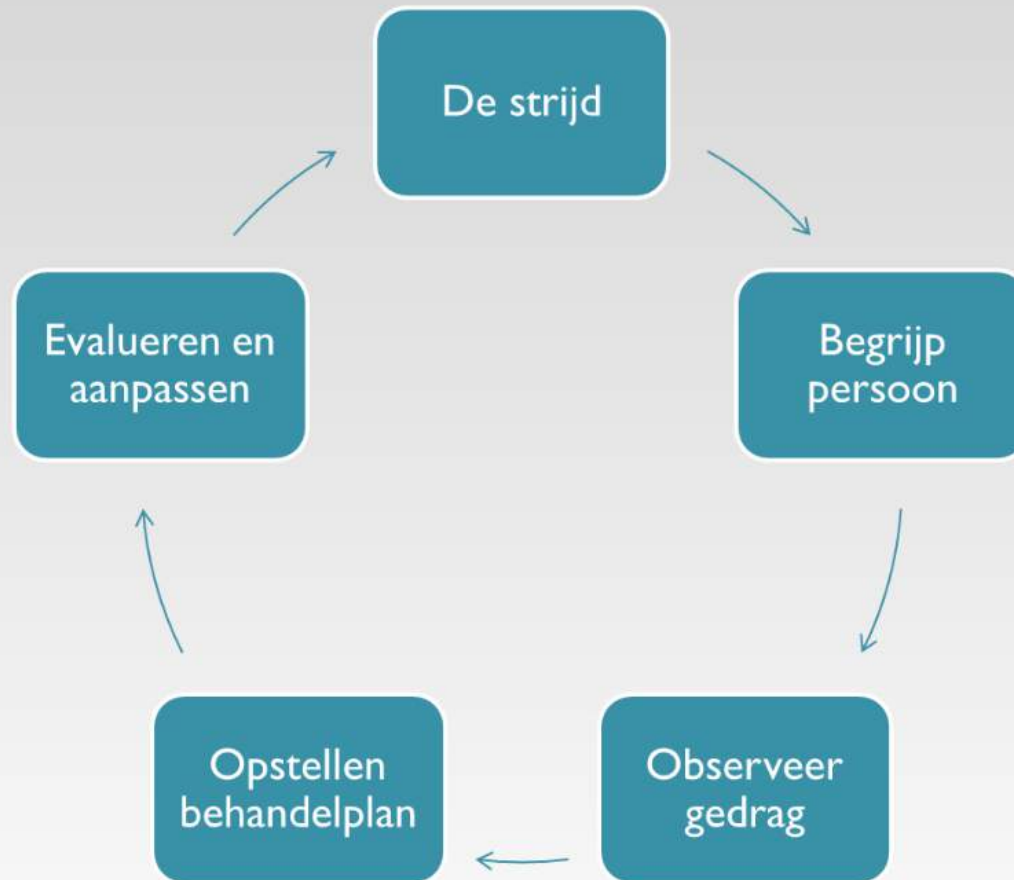 De strijd
Begrijp
persoon
Observeer
gedrag
Opstellen
behandelplan
Evalueren en
aanpassen